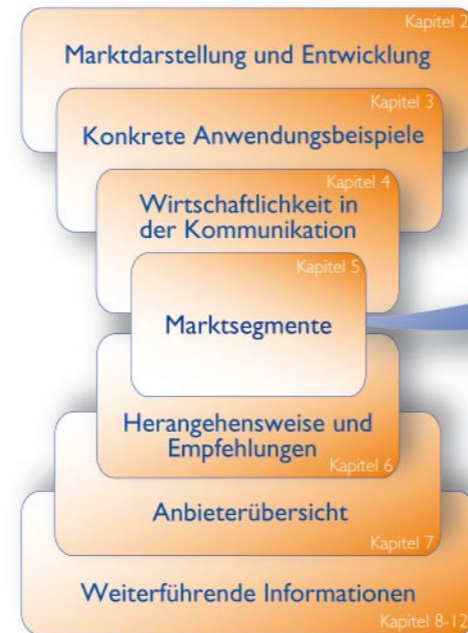 Kapitel 2
Marktdarstellung und Entwicklung
Kapitel 3
Konkrete Anwendungsbeispiele
Kapitel 4
Wirtschaftlichkeit in
der Kommunikation
Kapitel 5
Marktsegmente
Herangehensweise und
Empfehlungen
Kapitel 6
Anbieterübersicht
Kapitel 7
Weiterführende Informationen
Kapitel 8-12